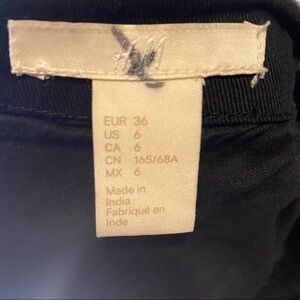 H&M
EUR 36
US 6
CA 6
CN 165/68A
MX 6
Made in
India
Fabriqué en
Inde